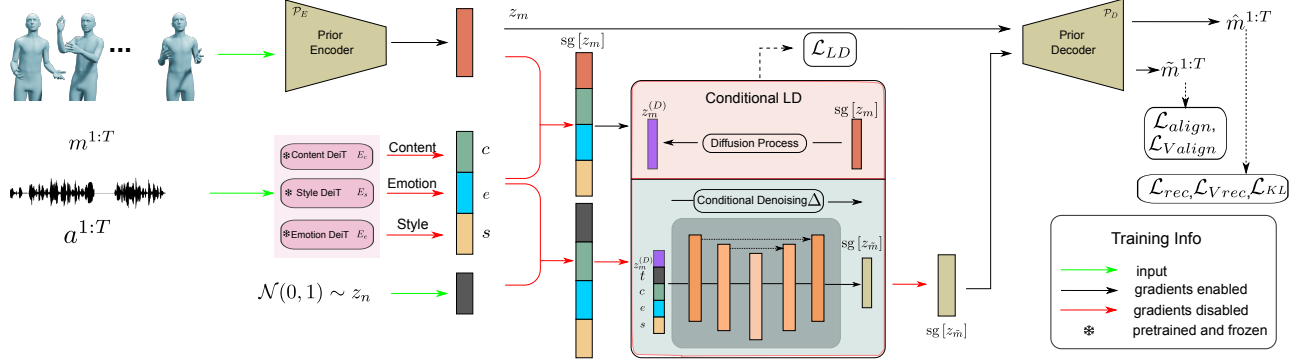 $\mathcal{P}_E$
Prior
Encoder
$z_m$
sg$[z_m]$
$\mathcal{L}_{LD}$
$\mathcal{P}_D$
Prior
Decoder
$\hat{m}^{1:T}$
$\tilde{m}^{1:T}$
$\mathcal{L}_{align}$,
$\mathcal{L}_{Valign}$
$\mathcal{L}_{rec}$,$\mathcal{L}_{Vrec}$,$\mathcal{L}_{KL}$
Conditional LD
$z_m^{(D)}$
sg$[z_m]$
Diffusion Process
$m^{1:T}$
❄Content DeiT $E_c$
Content
$c$
❄ Style DeiT $E_s$
Emotion
$e$
❄Emotion DeiT $E_e$
Style
$s$
$a^{1:T}$
$\mathcal{N}(0, 1) \sim z_n$
Conditional Denoising $\Delta$
$z_m^{(D)}$
$t$
$c$
$e$
$s$
sg$[z_{\tilde{m}}]$
sg$[z_{\tilde{m}}]$
Training Info
input
gradients enabled
gradients disabled
❄ pretrained and frozen